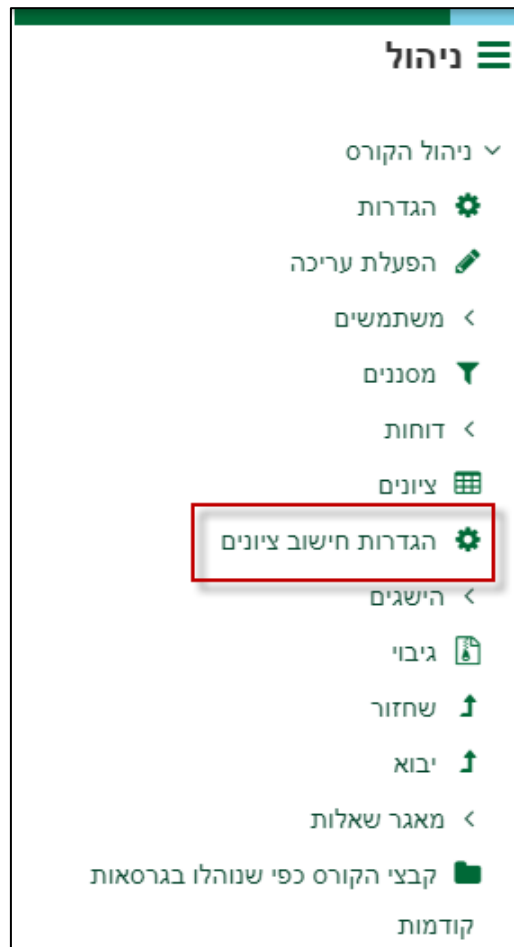 ניהול
ניהול הקורס
הגדרות
הפעלת עריכה
משתמשים
מסננים
דוחות
ציונים
הגדרות חישוב ציונים
הישגים
גיבוי
שחזור
יבוא
מאגר שאלות
קבצי הקורס כפי שנוהלו בגרסאות
קודמות